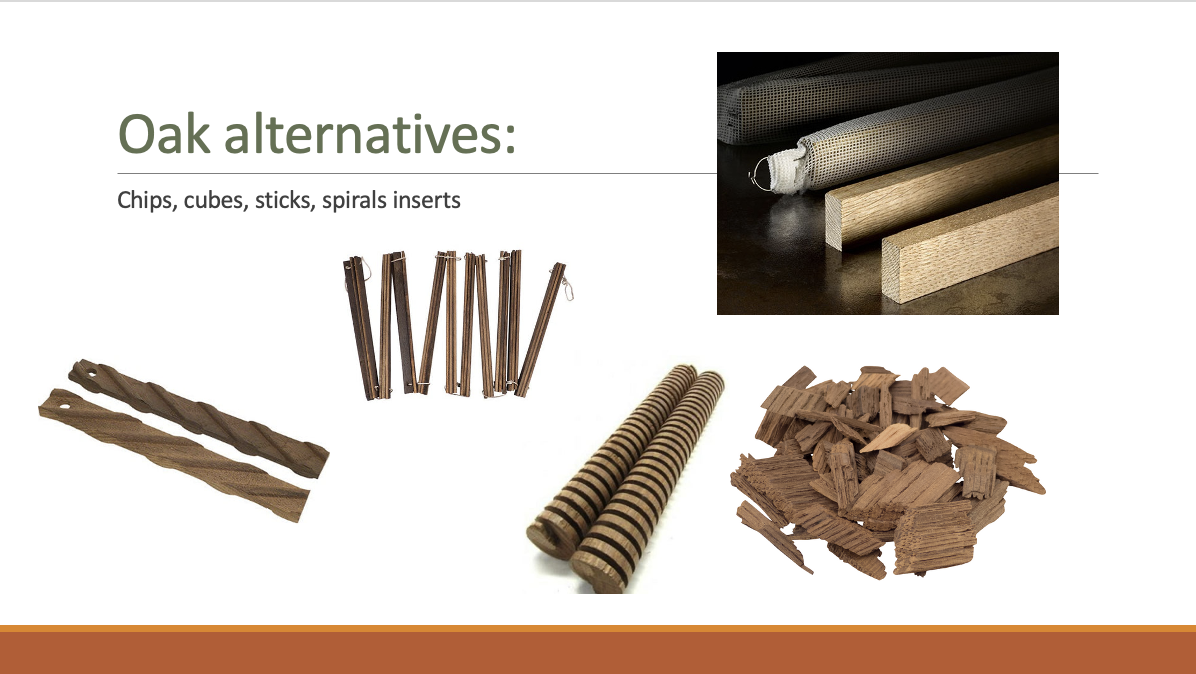 Oak alternatives:
Chips, cubes, sticks, spirals inserts